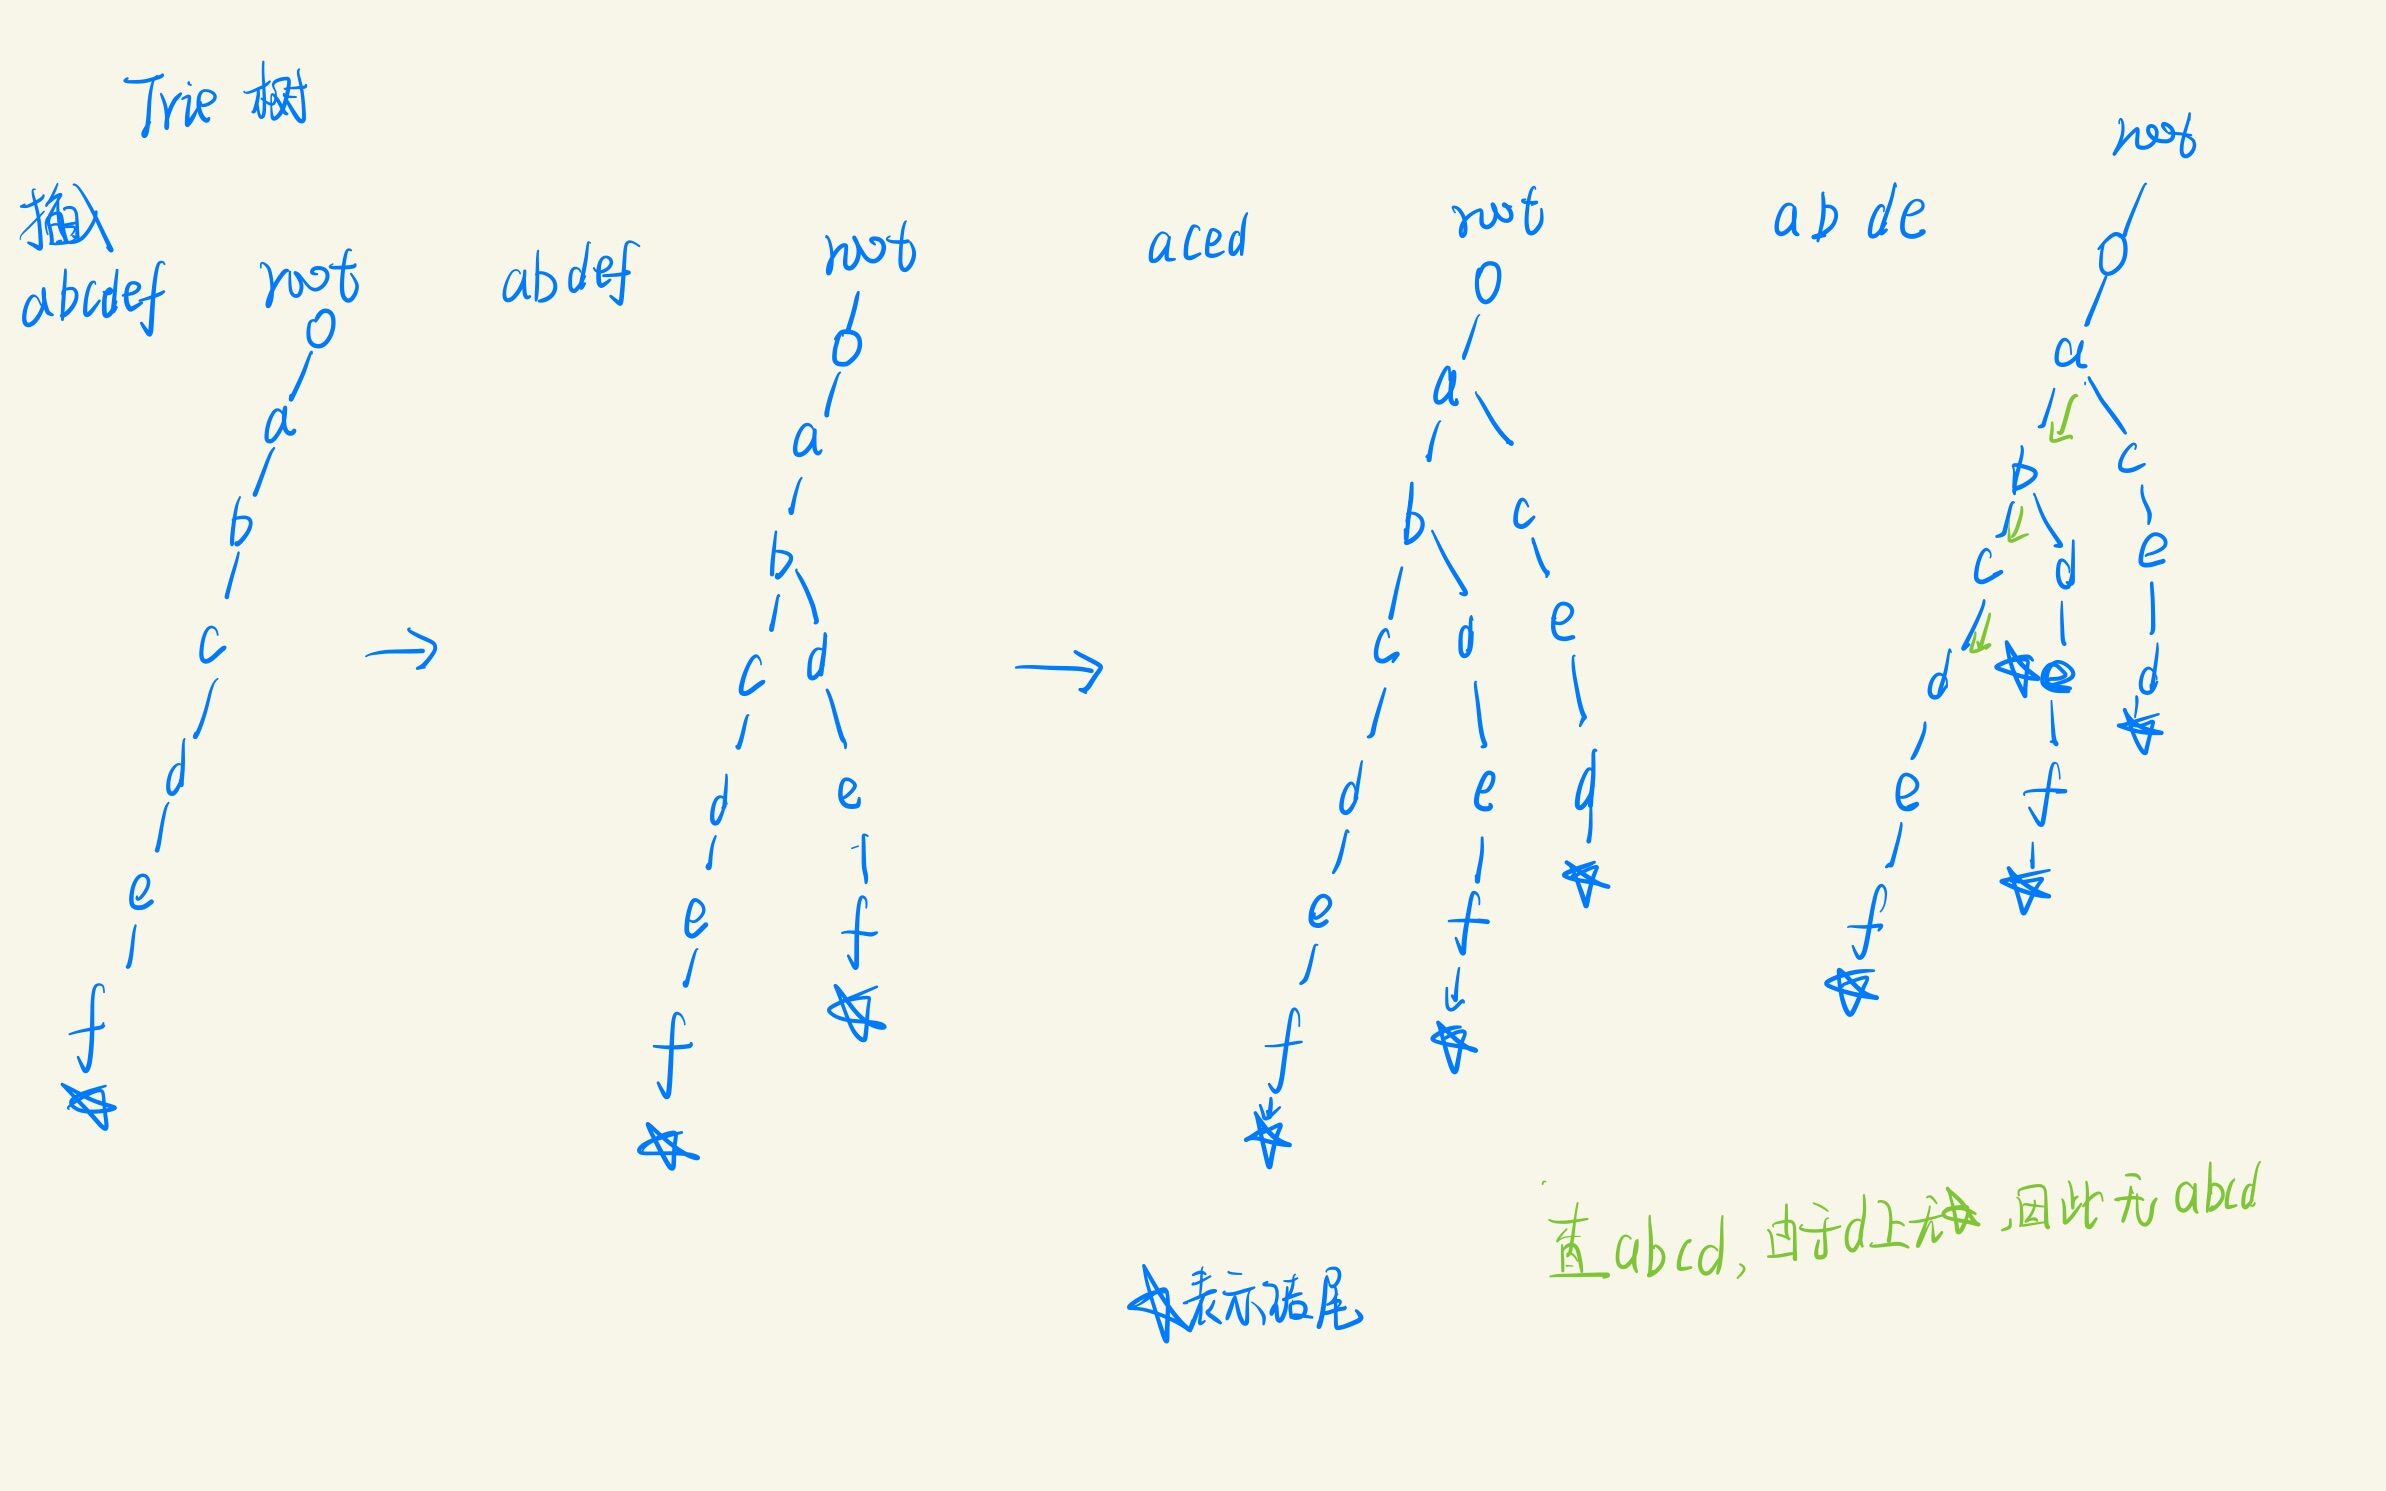 Trie 树
插入
abcdef
root
O
a
b
c
d
e
f
abdef
root
O
a
b
c d
d e
e f
f
aced
root
O
a
b c
c d e
d e d
e f
f
abde
root
O
a
b c
c d e
d e d
e f
f
☆表示结尾
查abcd,由于d上无☆,因此无abcd